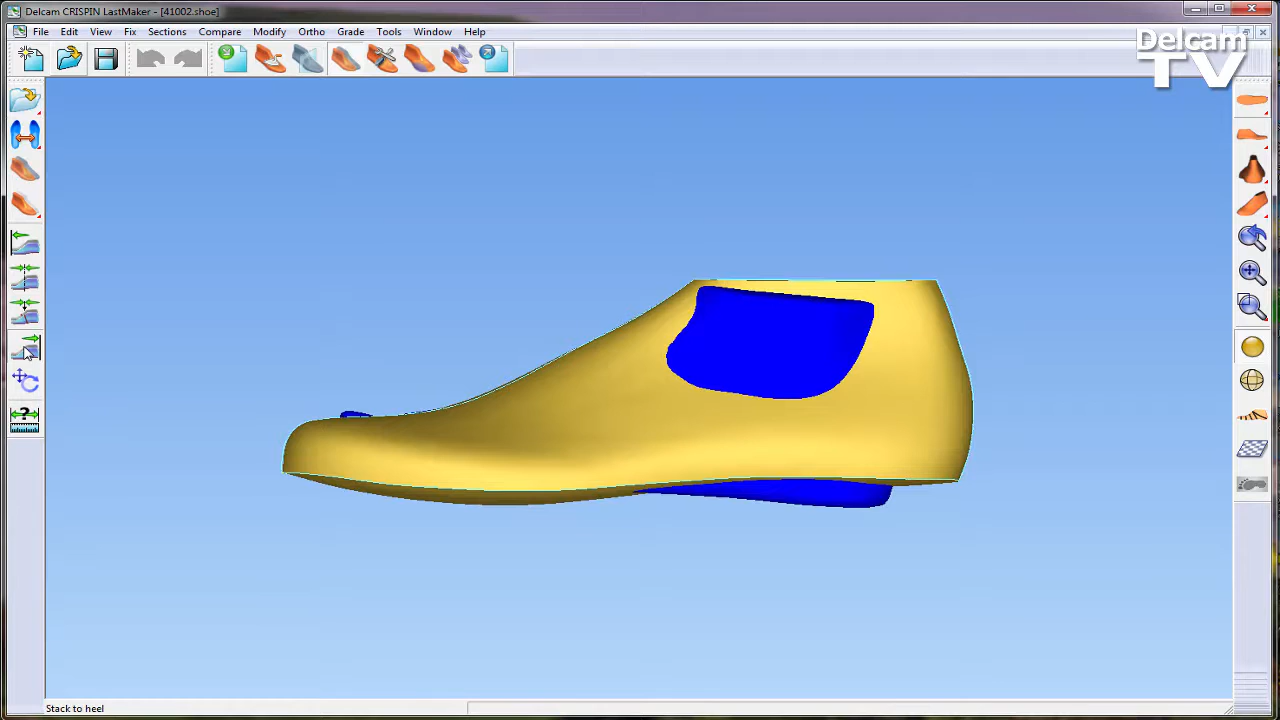 Delcam CRISPIN LastMaker - [41002.shoe]
File Edit View Fix Sections Compare Modify Ortho Grade Tools Window Help
Delcam
TV
?
Stack to heel